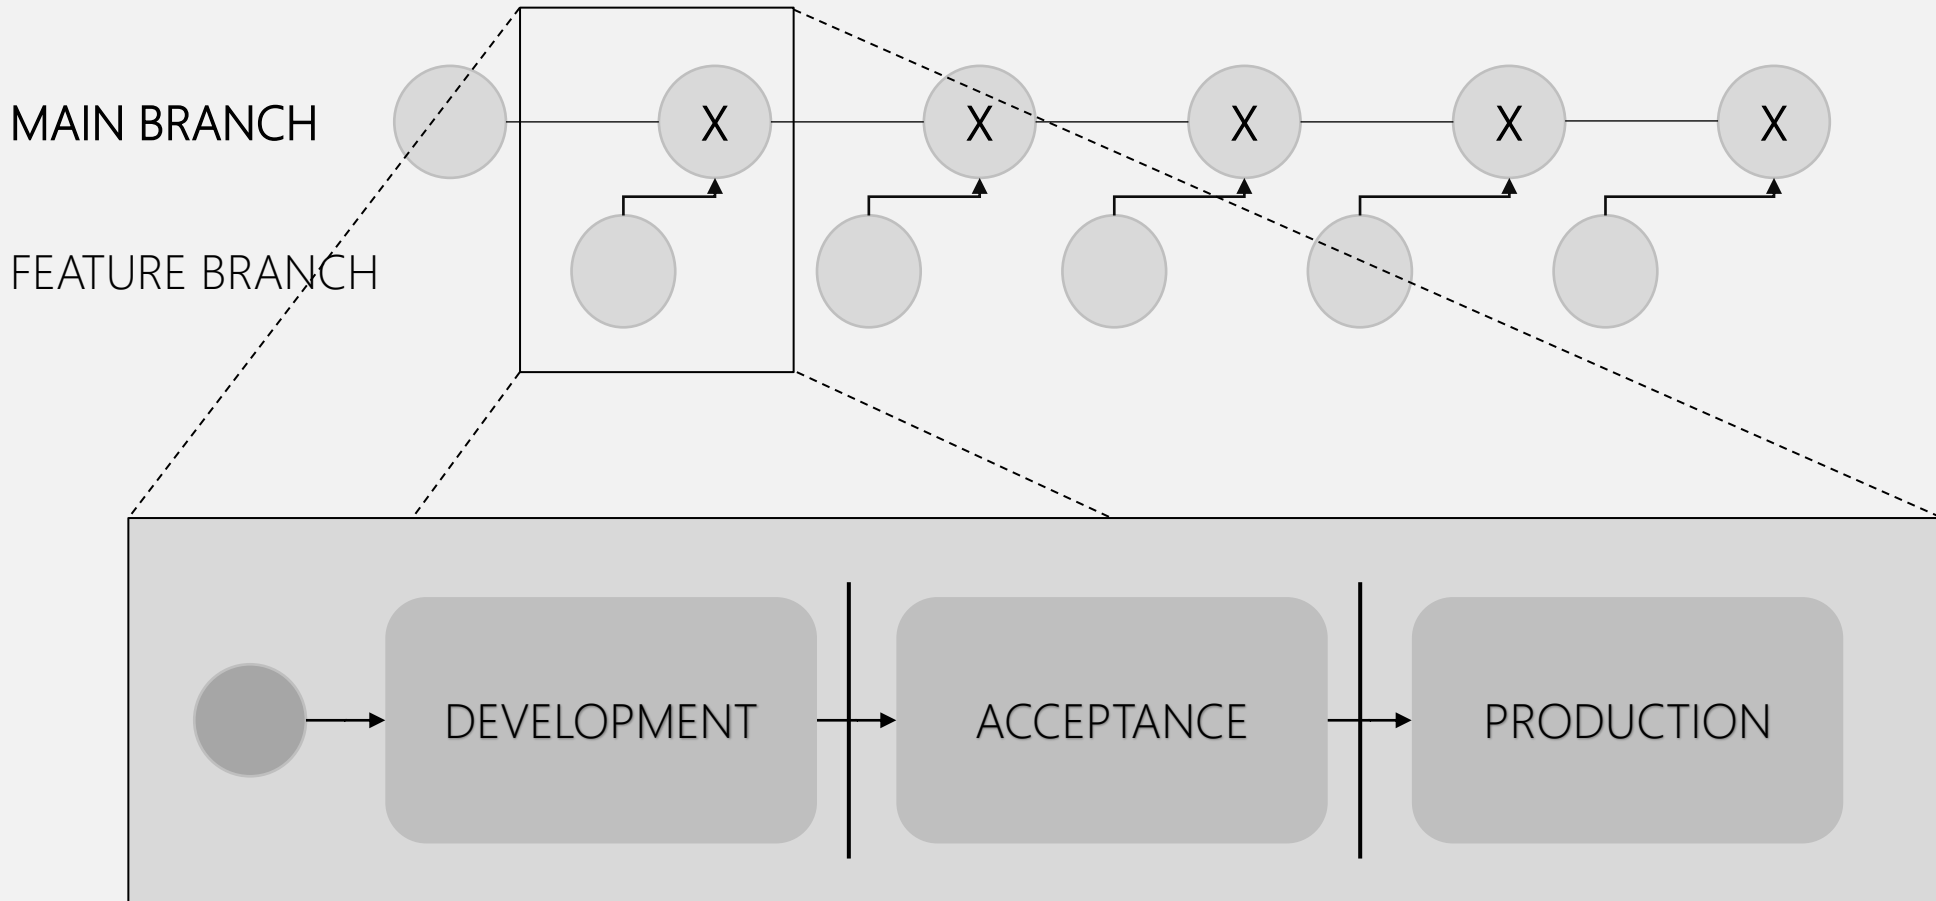 MAIN BRANCH
X X X X X
FEATURE BRANCH
DEVELOPMENT ACCEPTANCE PRODUCTION